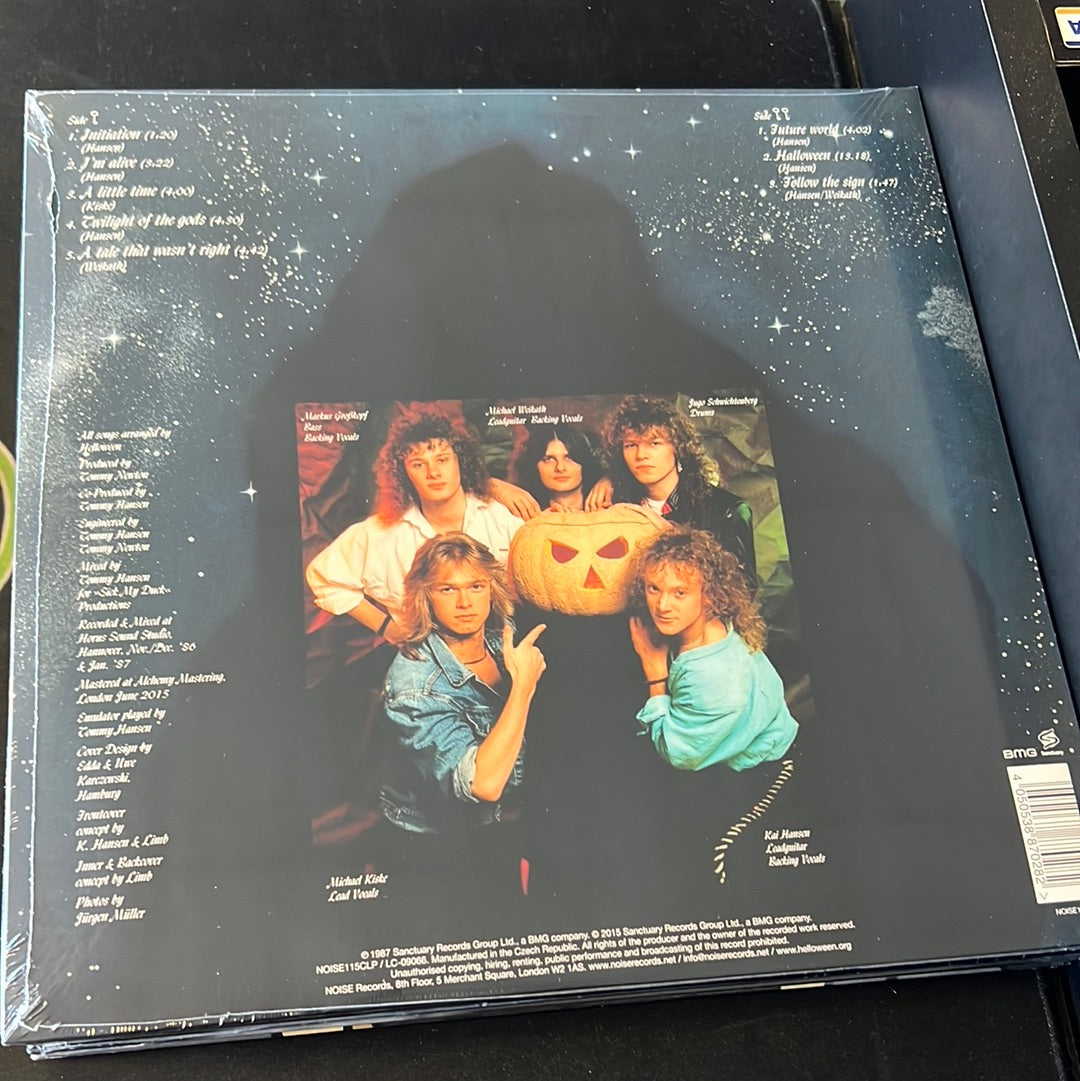 Side I
1. Initiation (1.20)
(Hansen)
2. I'm alive (3.22)
(Hansen)
3. A little time (4.00)
(Kiske)
4. Twilight of the gods (4.30)
(Hansen)
5. A tale that wasn't right (4.42)
(Weikath)
Side II
1. Future world (4.02)
(Hansen)
2. Halloween (13.18)
(Hansen)
3. Follow the sign (1.47)
(Hansen/Weikath)
All songs arranged by
Helloween
Produced by
Tommy Newton
Co-Produced by
Tommy Hansen
Engineered by
Tommy Hansen
Tommy Newton
Mixed by
Tommy Hansen
for »Sick My Duck«
Productions
Recorded & Mixed at
Horus Sound Studio,
Hannover, Nov./Dec. '86
& Jan. '87
Mastered at Alchemy Mastering,
London June 2015
Emulator played by
Tommy Hansen
Cover Design by
Edda & Uwe
Karczewski,
Hamburg
Frontcover
concept by
K. Hansen & Limb
Inner & Backcover
concept by Limb
Photos by
Jürgen Müller
Markus Großkopf
Bass
Backing Vocals
Michael Weikath
Leadguitar Backing Vocals
Ingo Schwichtenberg
Drums
Michael Kiske
Lead Vocals
Kai Hansen
Leadguitar
Backing Vocals
BMG
Sanctuary
4 050538 870282 >
NOISE1
℗ 1987 Sanctuary Records Group Ltd., a BMG company. © 2015 Sanctuary Records Group Ltd., a BMG company.
NOISE115CLP / LC-09068. Manufactured in the Czech Republic. All rights of the producer and the owner of the recorded work reserved.
Unauthorised copying, hiring, renting, public performance and broadcasting of this record prohibited.
NOISE Records, 8th Floor, 5 Merchant Square, London W2 1AS. www.noiserecords.net / info@noiserecords.net / www.helloween.org